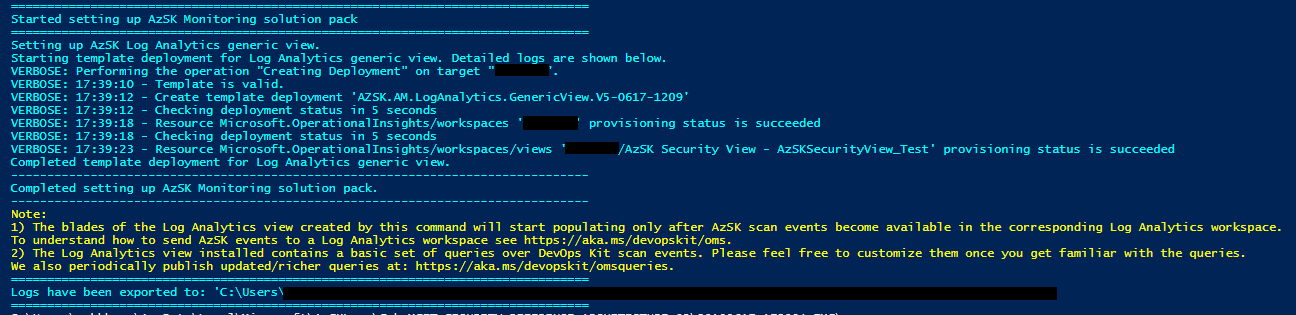 ================================================================================
Started setting up AzSK Monitoring solution pack
================================================================================
Setting up AzSK Log Analytics generic view.
Starting template deployment for Log Analytics generic view. Detailed logs are shown below.
VERBOSE: Performing the operation "Creating Deployment" on target " ".
VERBOSE: 17:39:10 - Template is valid.
VERBOSE: 17:39:12 - Create template deployment 'AZSK.AM.LogAnalytics.GenericView.V5-0617-1209'
VERBOSE: 17:39:12 - Checking deployment status in 5 seconds
VERBOSE: 17:39:18 - Resource Microsoft.OperationalInsights/workspaces ' ' provisioning status is succeeded
VERBOSE: 17:39:18 - Checking deployment status in 5 seconds
VERBOSE: 17:39:23 - Resource Microsoft.OperationalInsights/workspaces/views ' /AzSK Security View - AzSKSecurityView_Test' provisioning status is succeeded
Completed template deployment for Log Analytics generic view.
--------------------------------------------------------------------------------
Completed setting up AzSK Monitoring solution pack.
--------------------------------------------------------------------------------
Note:
1) The blades of the Log Analytics view created by this command will start populating only after AzSK scan events become available in the corresponding Log Analytics workspace.
To understand how to send AzSK events to a Log Analytics workspace see https://aka.ms/devopskit/oms.
2) The Log Analytics view installed contains a basic set of queries over DevOps Kit scan events. Please feel free to customize them once you get familiar with the queries.
We also periodically publish updated/richer queries at: https://aka.ms/devopskit/omsqueries.
================================================================================
Logs have been exported to: 'C:\Users\
================================================================================